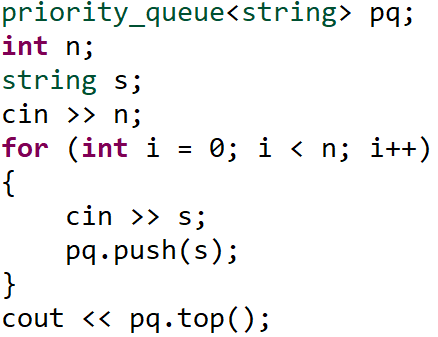 priority_queue<string> pq;
int n;
string s;
cin >> n;
for (int i = 0; i < n; i++)
{
    cin >> s;
    pq.push(s);
}
cout << pq.top();